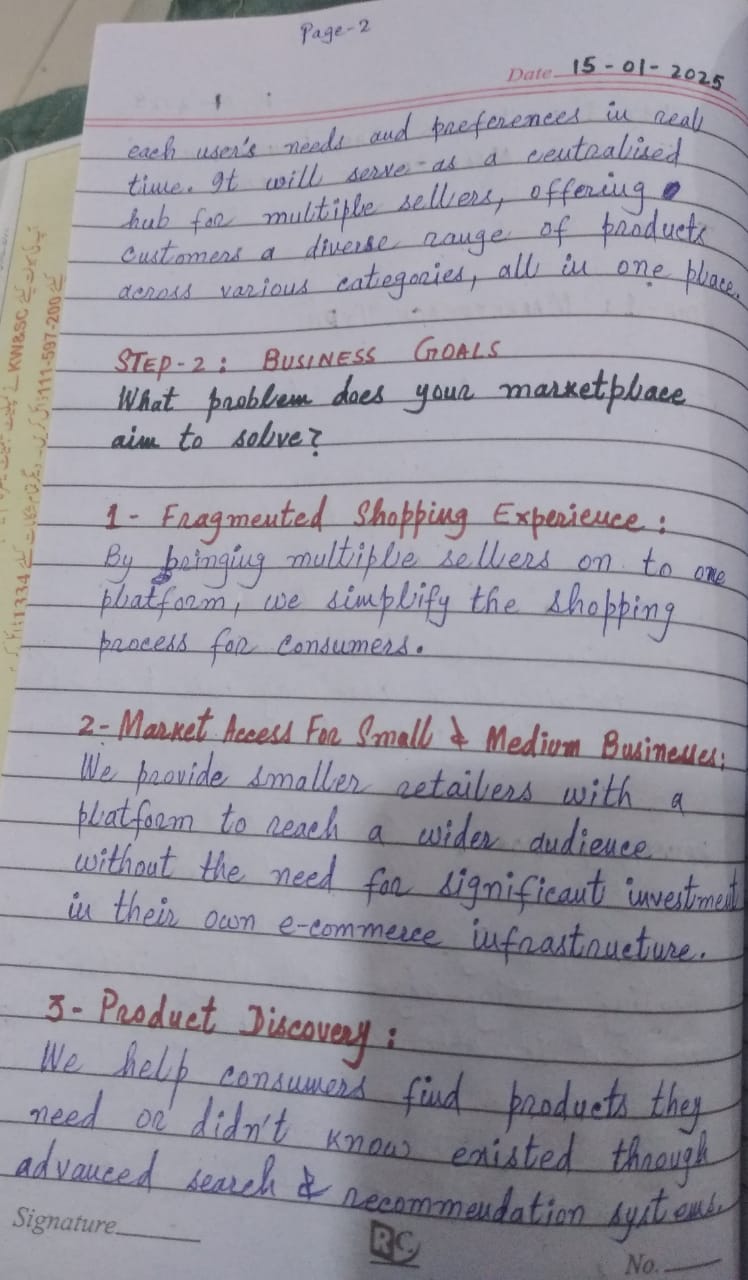 Page-2
Date 15-01-2025
each user's needs and preferences in real
time. It will serve as a centralised
hub for multiple sellers, offering
customers a diverse range of products
across various categories, all in one place.
STEP-2: BUSINESS GOALS
What problem does your marketplace
aim to solve?
1- Fragmented Shopping Experience:
By bringing multiple sellers on to one
platform, we simplify the shopping
process for consumers.
2- Market Access For Small & Medium Businesses:
We provide smaller retailers with a
platform to reach a wider audience
without the need for significant investment
in their own e-commerce infrastructure.
3- Product Discovery:
We help consumers find products they
need or didn't know existed through
advanced search & recommendation systems.
Signature
RC
No.
KW&SC
111-597-200
1334